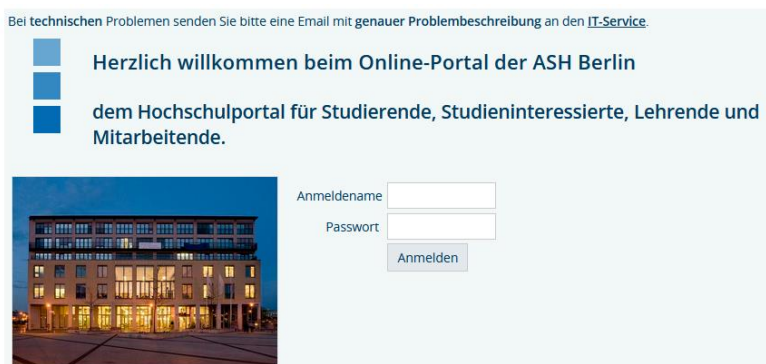 Bei technischen Problemen senden Sie bitte eine Email mit genauer Problembeschreibung an den IT-Service.
Herzlich willkommen beim Online-Portal der ASH Berlin
dem Hochschulportal für Studierende, Studieninteressierte, Lehrende und
Mitarbeitende.
Anmeldename
Passwort
Anmelden